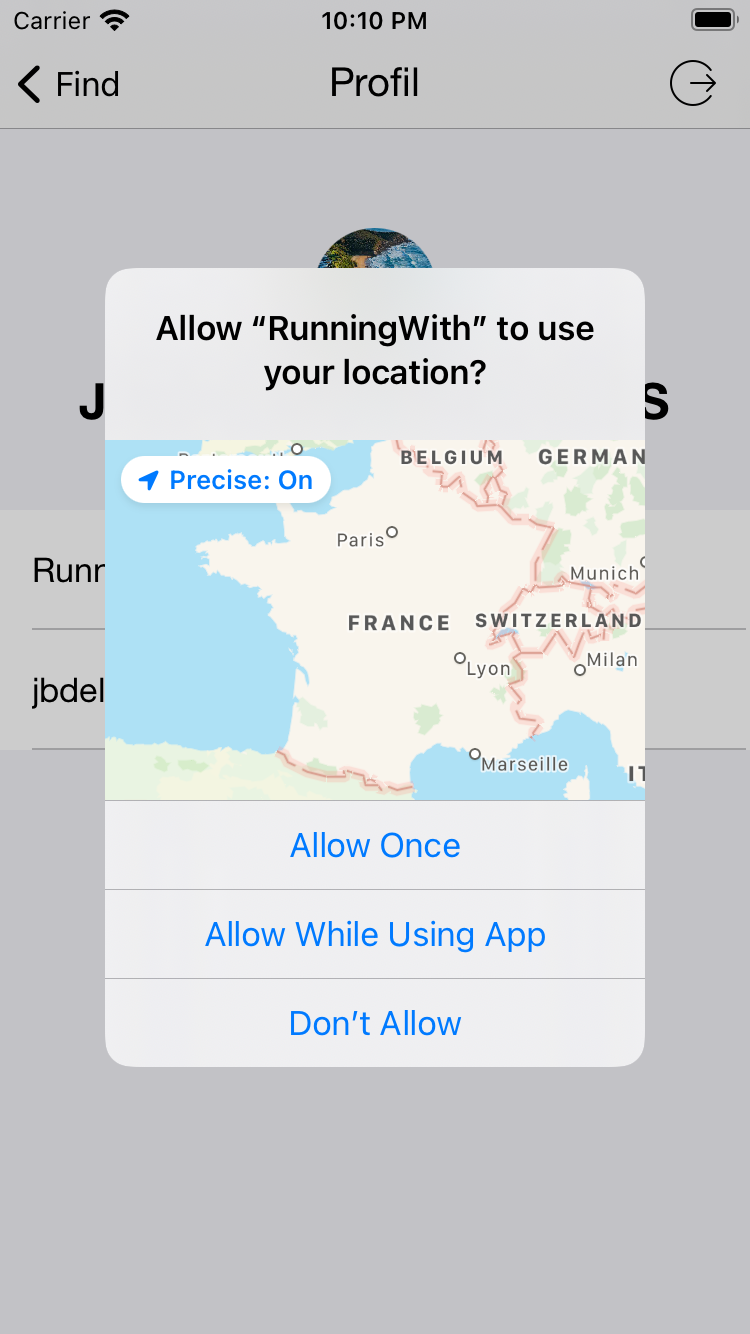 Carrier 10:10 PM
Find Profil
Allow “RunningWith” to use
your location?
J S
Precise: On
BELGIUM GERMAN
Paris
Munich
FRANCE SWITZERLAND
Lyon Milan
Marseille
IT
Runr
jbdel
Allow Once
Allow While Using App
Don’t Allow